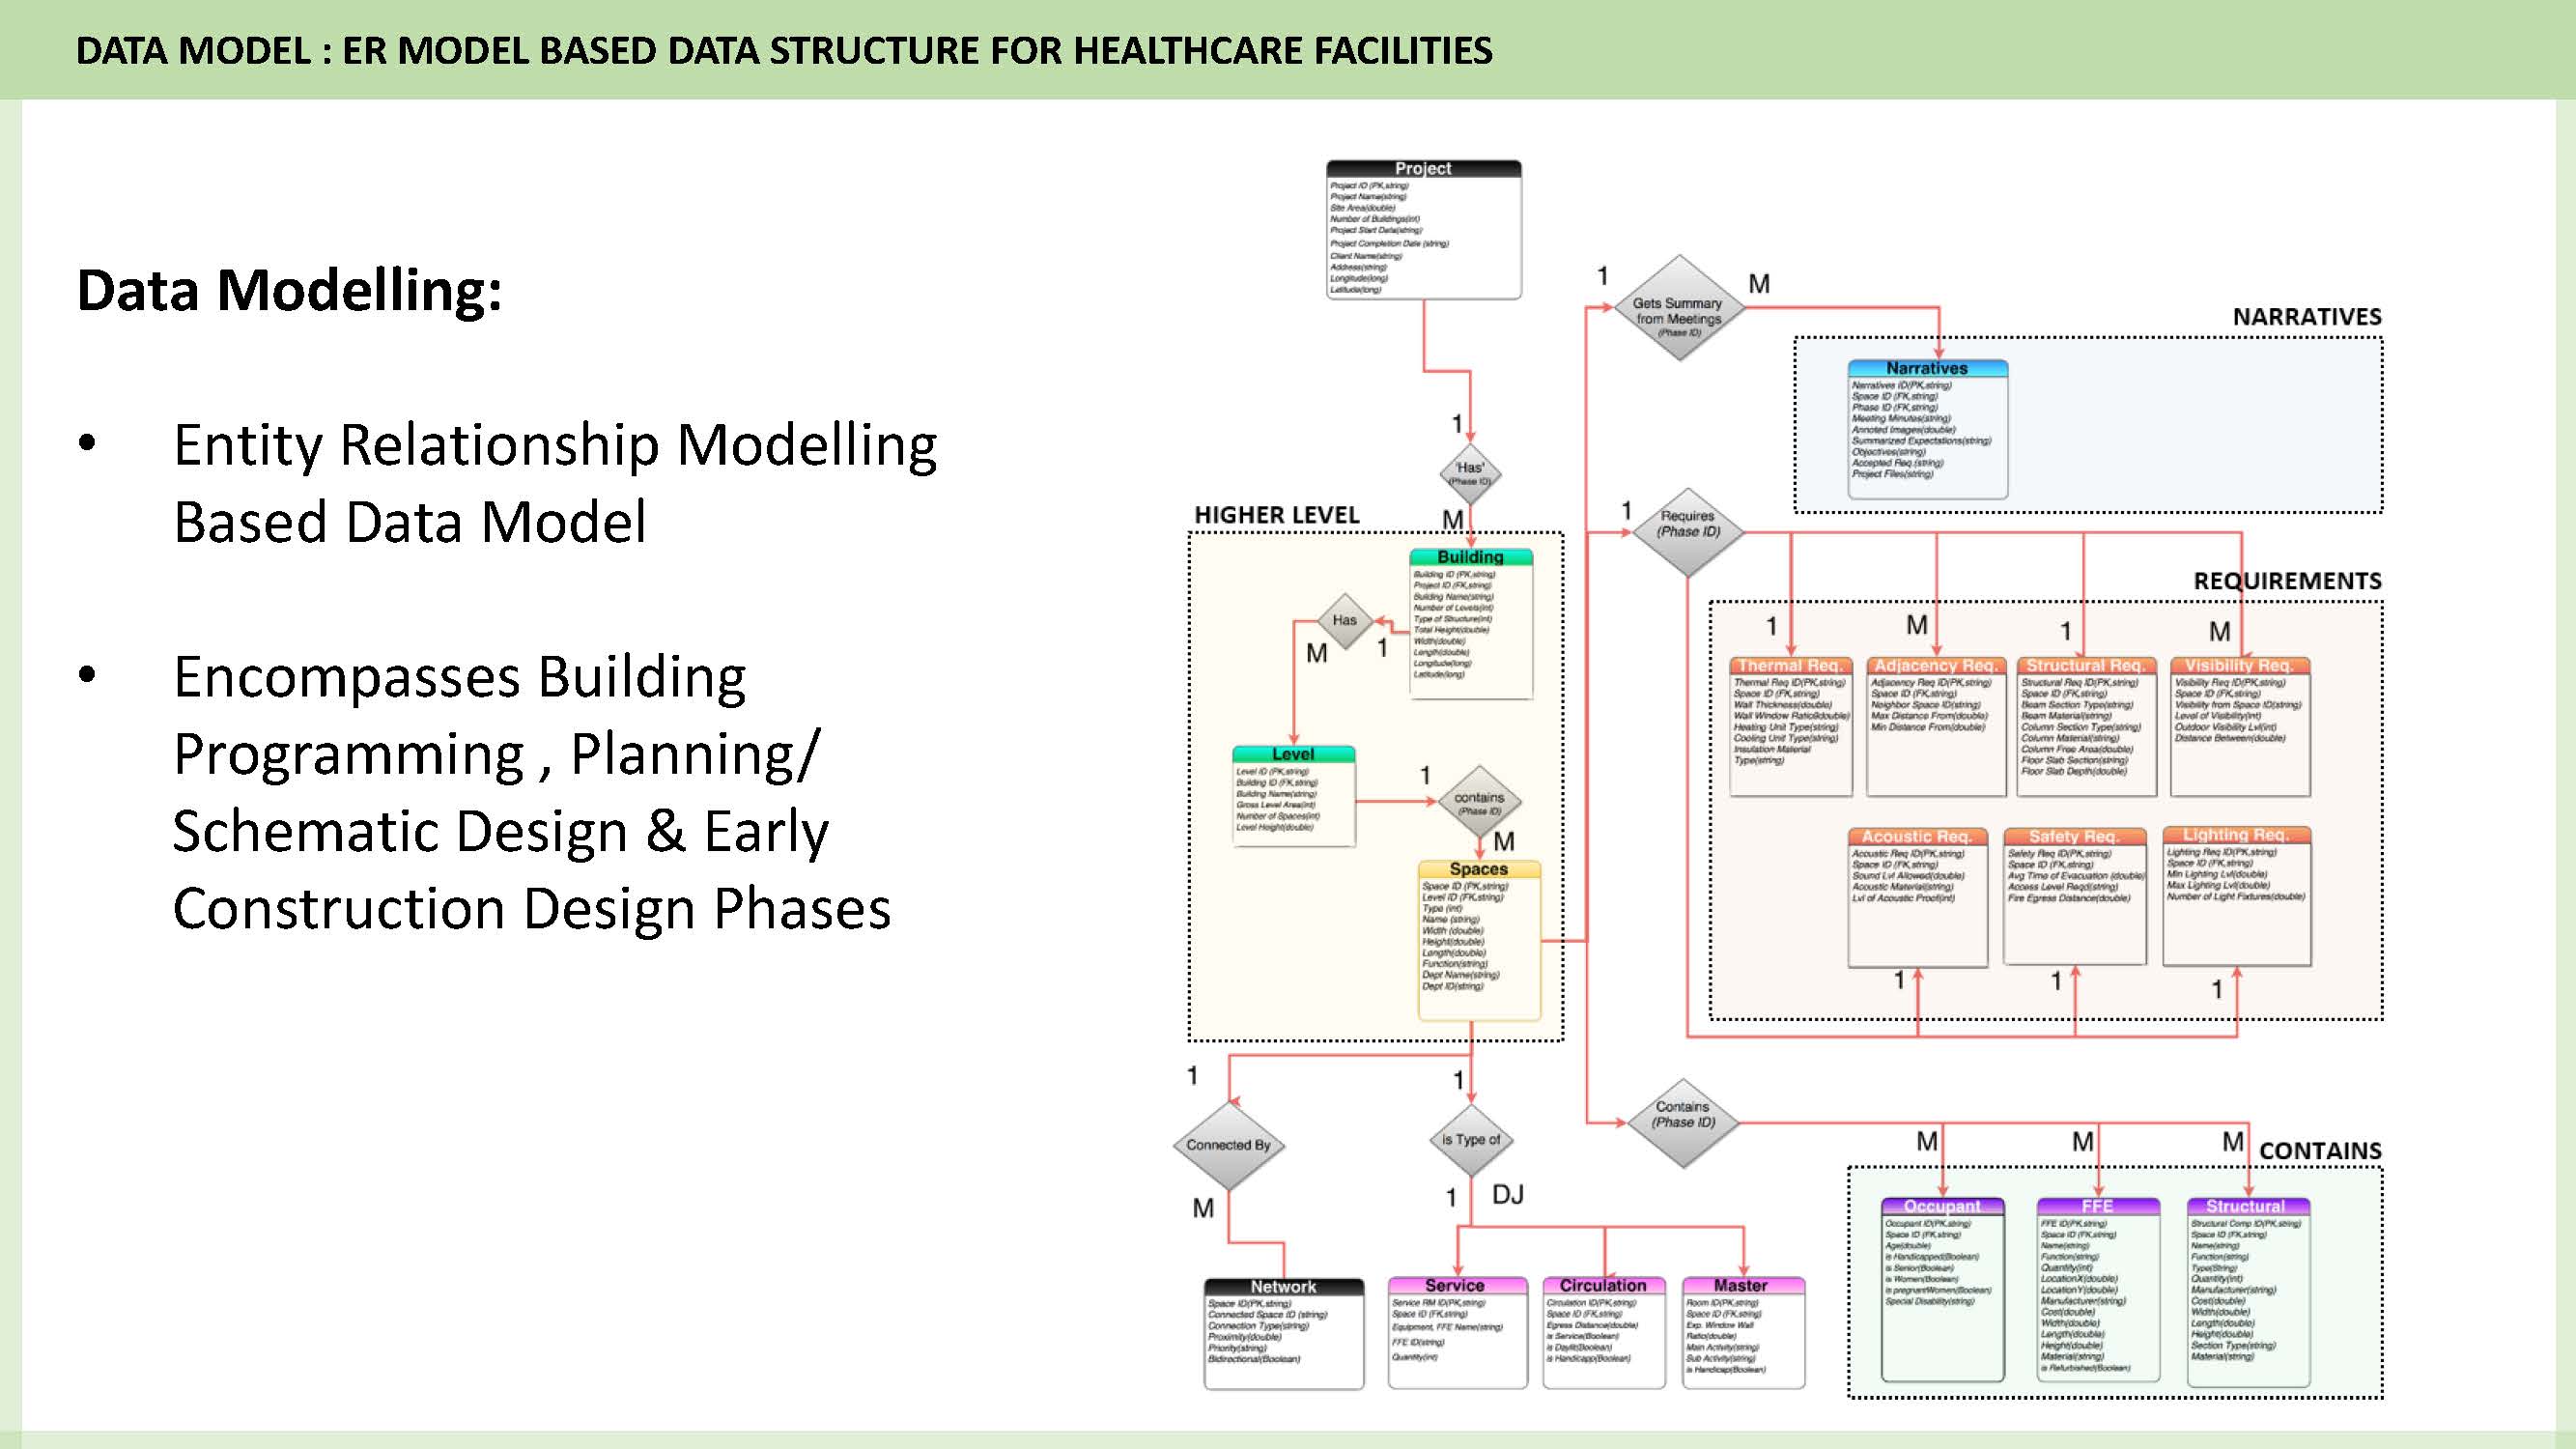 DATA MODEL : ER MODEL BASED DATA STRUCTURE FOR HEALTHCARE FACILITIES
Data Modelling:
• Entity Relationship Modelling
Based Data Model
• Encompasses Building
Programming , Planning/
Schematic Design & Early
Construction Design Phases
Project
Project ID (PK,string)
Project Name(string)
Site Area(double)
Number of Buildings(int)
Project Start Date(string)
Project Completion Date (string)
Client Name(string)
Address(string)
Longitude(long)
Latitude(long)
1
'Has'
(Phase ID)
M
HIGHER LEVEL
Building
Building ID (PK,string)
Project ID (FK,string)
Building Name(string)
Number of Levels(int)
Type of Structure(int)
Total Height(double)
Width(double)
Length(double)
Longitude(long)
Latitude(long)
Has
M
1
Level
Level ID (PK,string)
Building ID (FK,string)
Building Name(string)
Gross Level Area(int)
Number of Spaces(int)
Level Height(double)
1
contains
(Phase ID)
M
Spaces
Space ID (PK,string)
Level ID (FK,string)
Type (int)
Name (string)
Width (double)
Height(double)
Length(double)
Function(string)
Dept Name(string)
Dept ID(string)
1
Gets Summary
from Meetings
(Phase ID)
M
NARRATIVES
Narratives
Narratives ID(PK,string)
Space ID (FK,string)
Phase ID (FK,string)
Meeting Minutes(string)
Annoted Images(double)
Summarized Expectations(string)
Objectives(string)
Accepted Req.(string)
Project Files(string)
1
Requires
(Phase ID)
REQUIREMENTS
1
M
1
M
Thermal Req.
Thermal Req ID(PK,string)
Space ID (FK,string)
Wall Thickness(double)
Wall Window Ratio9double)
Heating Unit Type(string)
Cooling Unit Type(string)
Insulation Material
Type(string)
Adjacency Req.
Adjacency Req ID(PK,string)
Space ID (FK,string)
Neighbor Space ID(string)
Max Distance From(double)
Min Distance From(double)
Structural Req.
Structural Req ID(PK,string)
Space ID (FK,string)
Beam Section Type(string)
Beam Material(string)
Column Section Type(string)
Column Material(string)
Column Free Area(double)
Floor Slab Section(string)
Floor Slab Depth(double)
Visibility Req.
Visibility Req ID(PK,string)
Space ID (FK,string)
Visibility from Space ID(string)
Level of Visibility(int)
Outdoor Visibility Lvl(int)
Distance Between(double)
Acoustic Req.
Acoustic Req ID(PK,string)
Space ID (FK,string)
Sound Lvl Allowed(double)
Acoustic Material(string)
Lvl of Acoustic Proof(int)
Safety Req.
Safety Req ID(PK,string)
Space ID (FK,string)
Avg Time of Evacuation (double)
Access Level Reqd(string)
Fire Egress Distance(double)
Lighting Req.
Lighting Req ID(PK,string)
Space ID (FK,string)
Min Lighting Lvl(double)
Max Lighting Lvl(double)
Number of Light Fixtures(double)
1
1
1
1
Connected By
M
1
is Type of
1 DJ
Contains
(Phase ID)
M
M
M
CONTAINS
Network
Space ID(PK,string)
Connected Space ID (string)
Connection Type(string)
Proximity(double)
Priority(string)
Bidirectional(Boolean)
Service
Service RM ID(PK,string)
Space ID (FK,string)
Equipment, FFE Name(string)
FFE ID(string)
Quantity(int)
Circulation
Circulation ID(PK,string)
Space ID (FK,string)
Egress Distance(double)
is Service(Boolean)
is Daylit(Boolean)
is Handicapp(Boolean)
Master
Room ID(PK,string)
Space ID (FK,string)
Exp. Window Wall
Ratio(double)
Main Activity(string)
Sub Activity(string)
is Handicap(Boolean)
Occupant
Occupant ID(PK,string)
Space ID (FK,string)
Age(double)
is Handicapped(Boolean)
is Senior(Boolean)
is Women(Boolean)
is pregnantWomen(Boolean)
Special Disability(string)
FFE
FFE ID(PK,string)
Space ID (FK,string)
Name(string)
Function(string)
Quantity(int)
LocationX(double)
LocationY(double)
Manufacturer(string)
Cost(double)
Width(double)
Length(double)
Height(double)
Material(string)
is Refurbished(Boolean)
Structural
Structural Comp ID(PK,string)
Space ID (FK,string)
Name(string)
Function(string)
Type(String)
Quantity(int)
Manufacturer(string)
Cost(double)
Width(double)
Length(double)
Height(double)
Section Type(string)
Material(string)